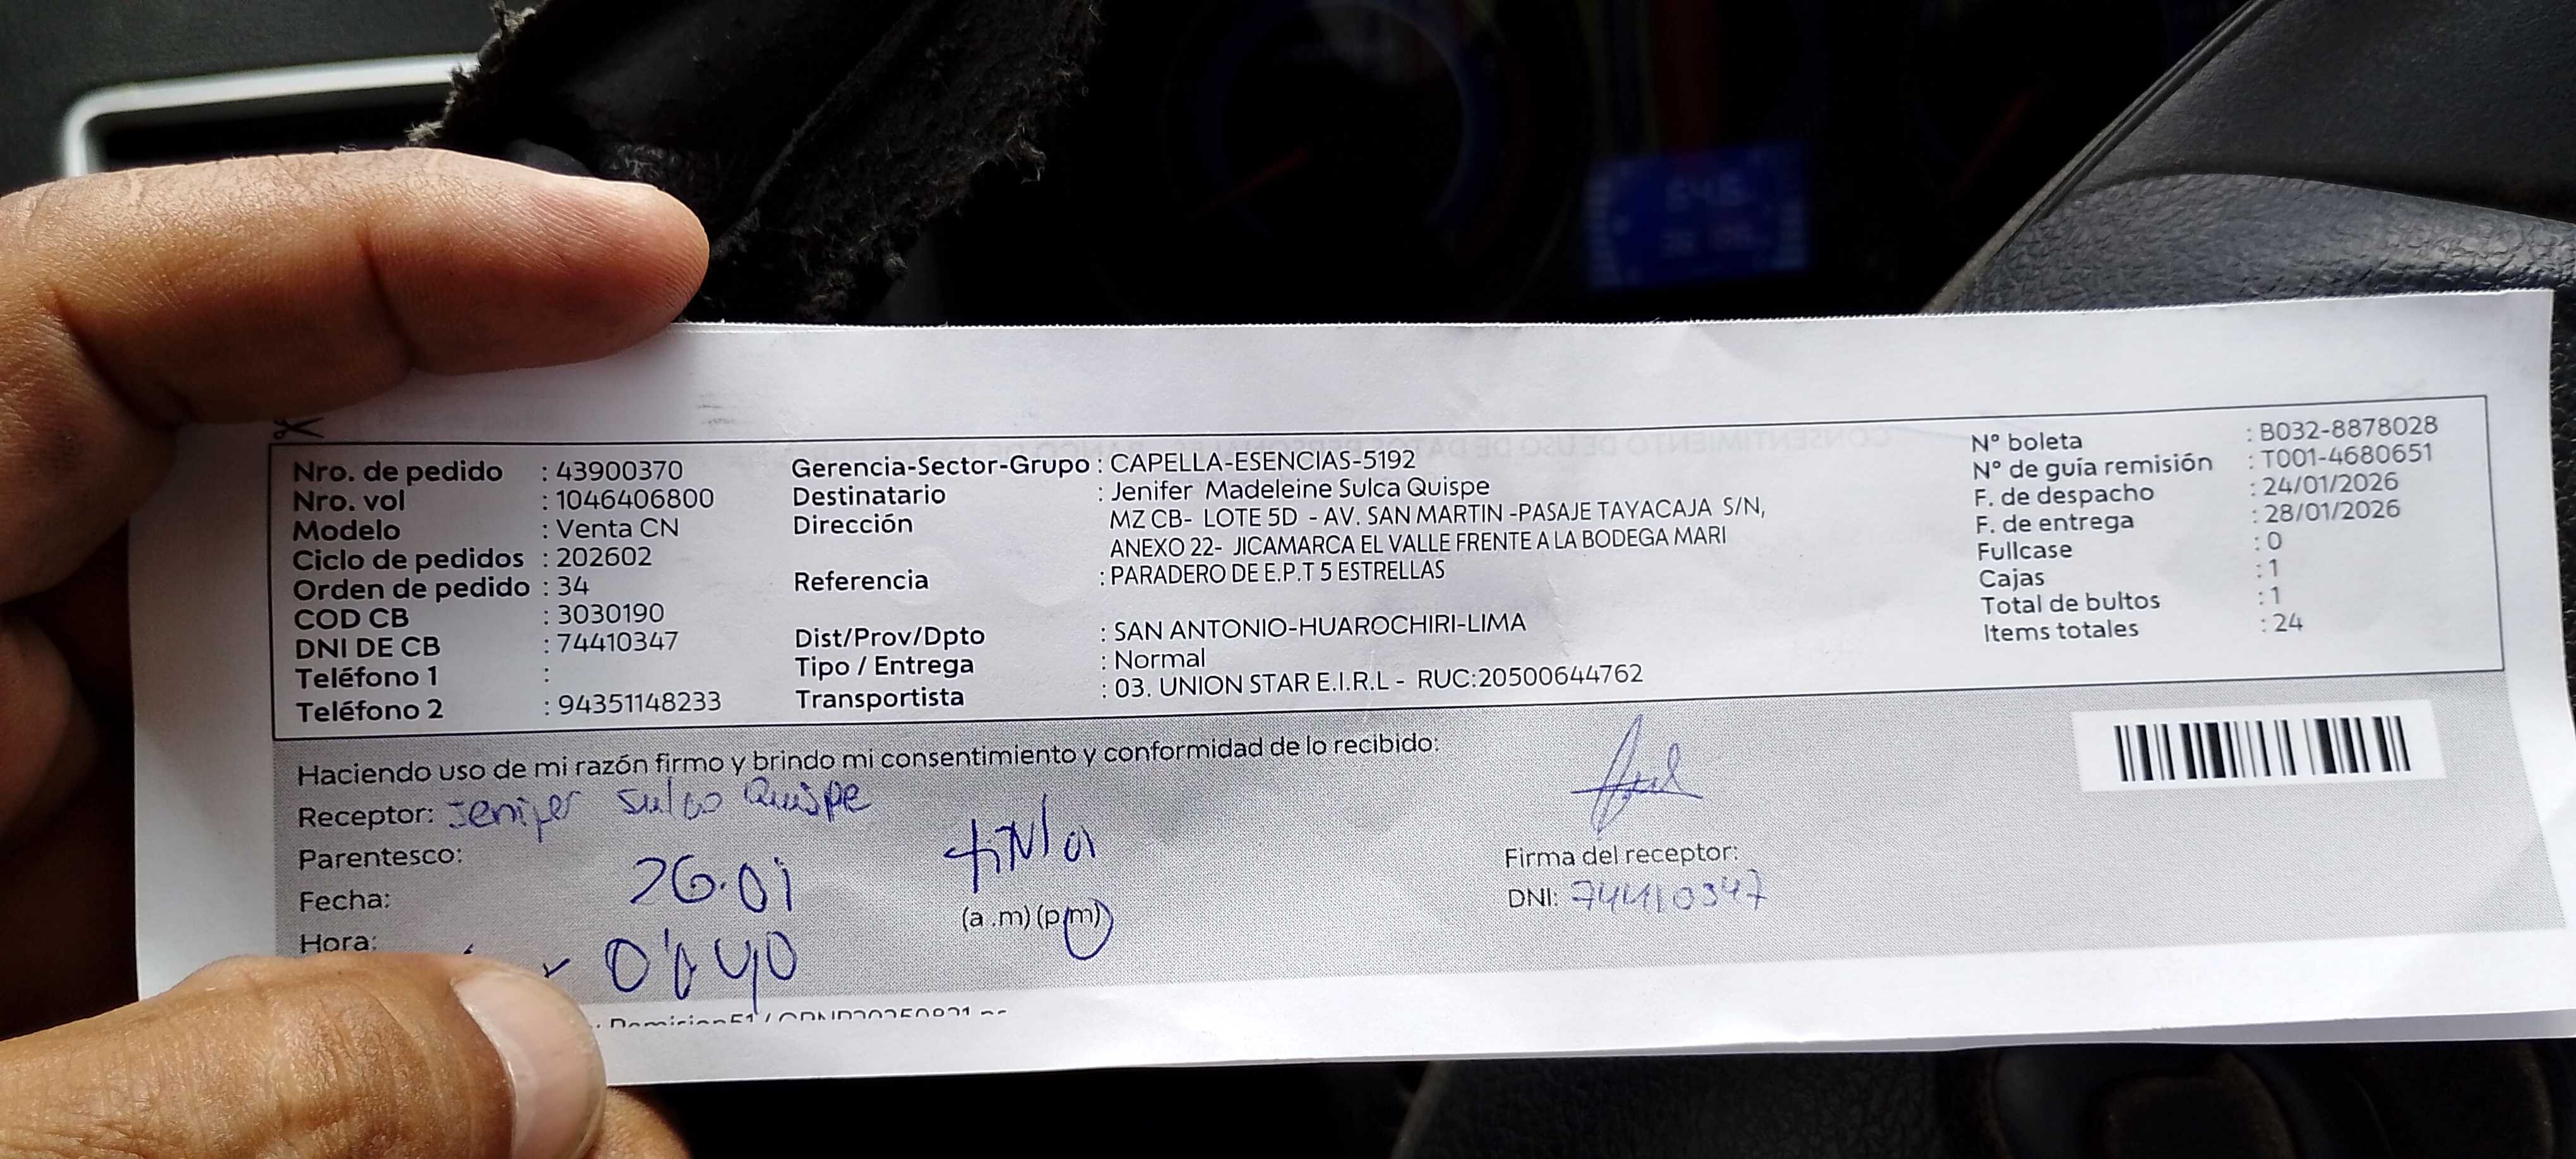 Nro. de pedido : 43900370
Nro. vol : 1046406800
Modelo : Venta CN
Ciclo de pedidos : 202602
Orden de pedido : 34
COD CB : 3030190
DNI DE CB : 74410347
Teléfono 1 :
Teléfono 2 : 94351148233
Gerencia-Sector-Grupo : CAPELLA-ESENCIAS-5192
Destinatario : Jenifer Madeleine Sulca Quispe
Dirección MZ CB- LOTE 5D - AV. SAN MARTIN -PASAJE TAYACAJA S/N,
ANEXO 22- JICAMARCA EL VALLE FRENTE A LA BODEGA MARI
Referencia : PARADERO DE E.P.T 5 ESTRELLAS
Dist/Prov/Dpto : SAN ANTONIO-HUAROCHIRI-LIMA
Tipo / Entrega : Normal
Transportista : 03. UNION STAR E.I.R.L - RUC:20500644762
Nº boleta : B032-8878028
Nº de guía remisión : T001-4680651
F. de despacho : 24/01/2026
F. de entrega : 28/01/2026
Fullcase : 0
Cajas : 1
Total de bultos : 1
Items totales : 24
Haciendo uso de mi razón firmo y brindo mi consentimiento y conformidad de lo recibido:
Receptor: Jenifer Sulca Quispe
Parentesco:
Fecha: 26.01
Hora: (a.m) (p.m)
Firma del receptor:
DNI: 74410347